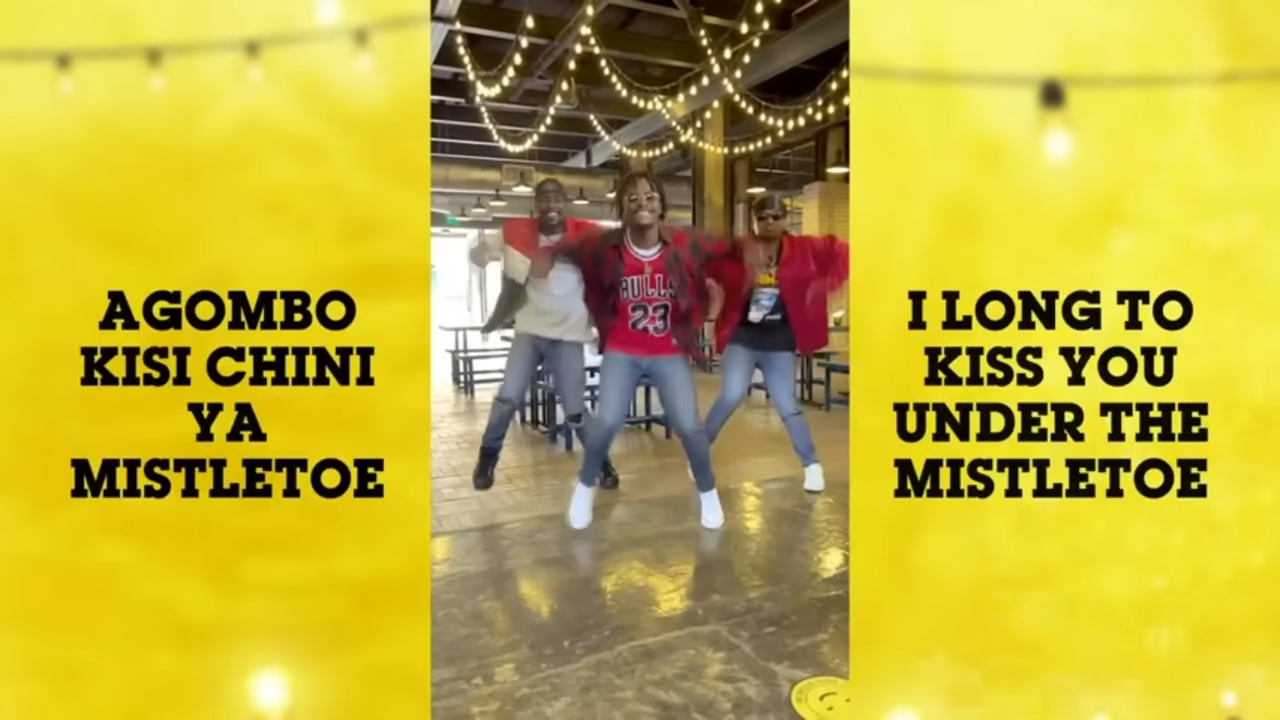 AGOMBO
KISI CHINI
YA
MISTLETOE
BULLS
23
I LONG TO
KISS YOU
UNDER THE
MISTLETOE